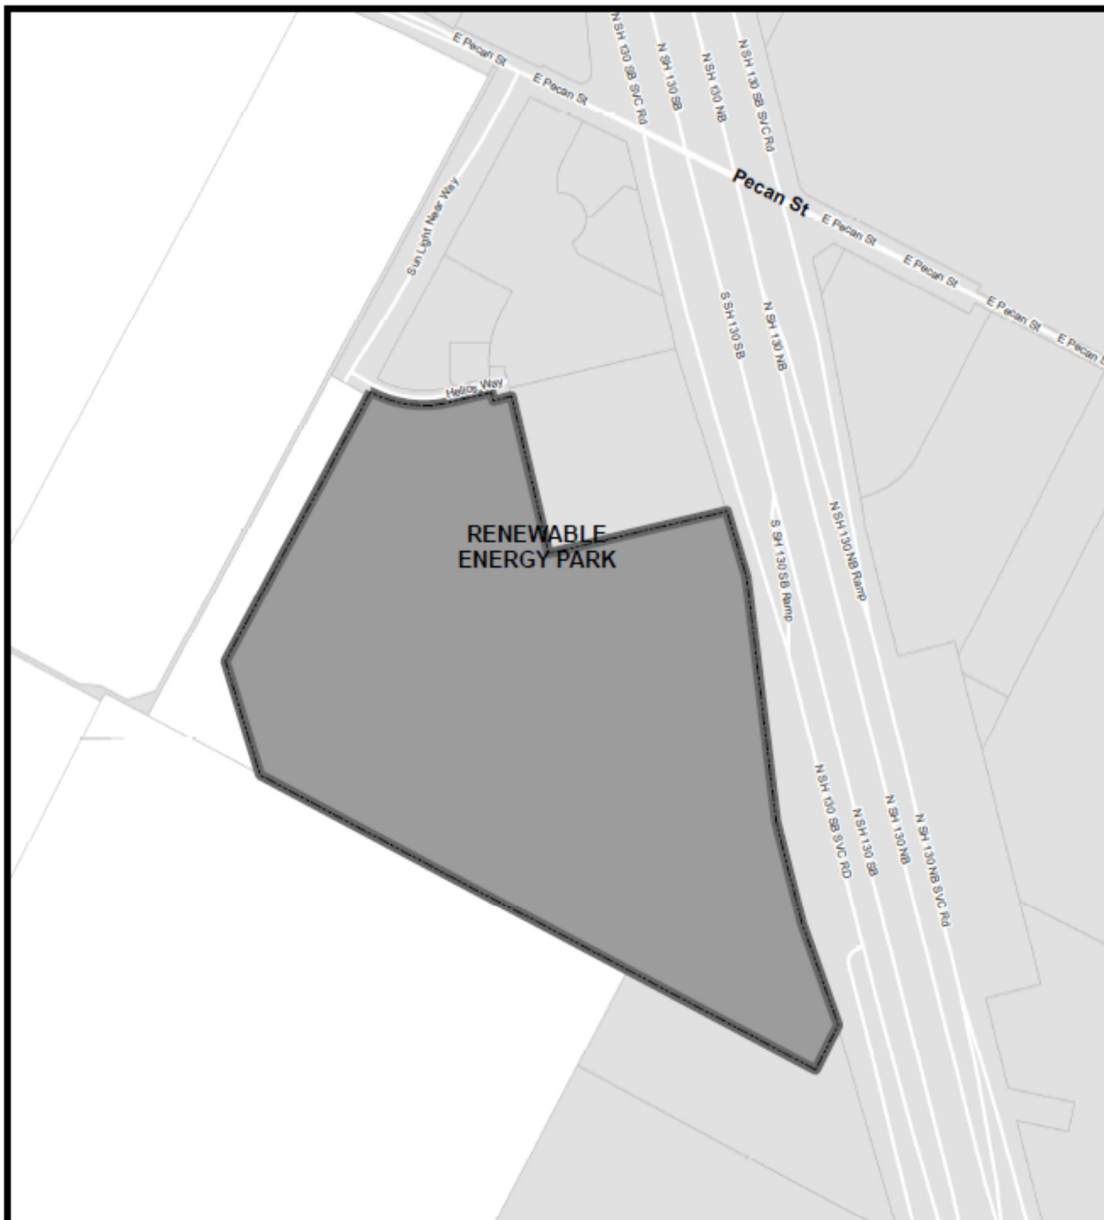 E Pecan St
E Pecan St
N SH 130 SB SVC Rd
N SH 130 SB
N SH 130 NB
N SH 130 SB SVC Rd
Pecan St
E Pecan St
E Pecan St
E Pecan St
E Pecan S
Sun Light Near Way
Helios Way
S SH 130 SB
N SH 130 NB
RENEWABLE
ENERGY PARK
S SH 130 SB Ramp
N SH 130 NB Ramp
N SH 130 SB SVC RD
N SH 130 SB
N SH 130 NB
N SH 130 NB SVC Rd